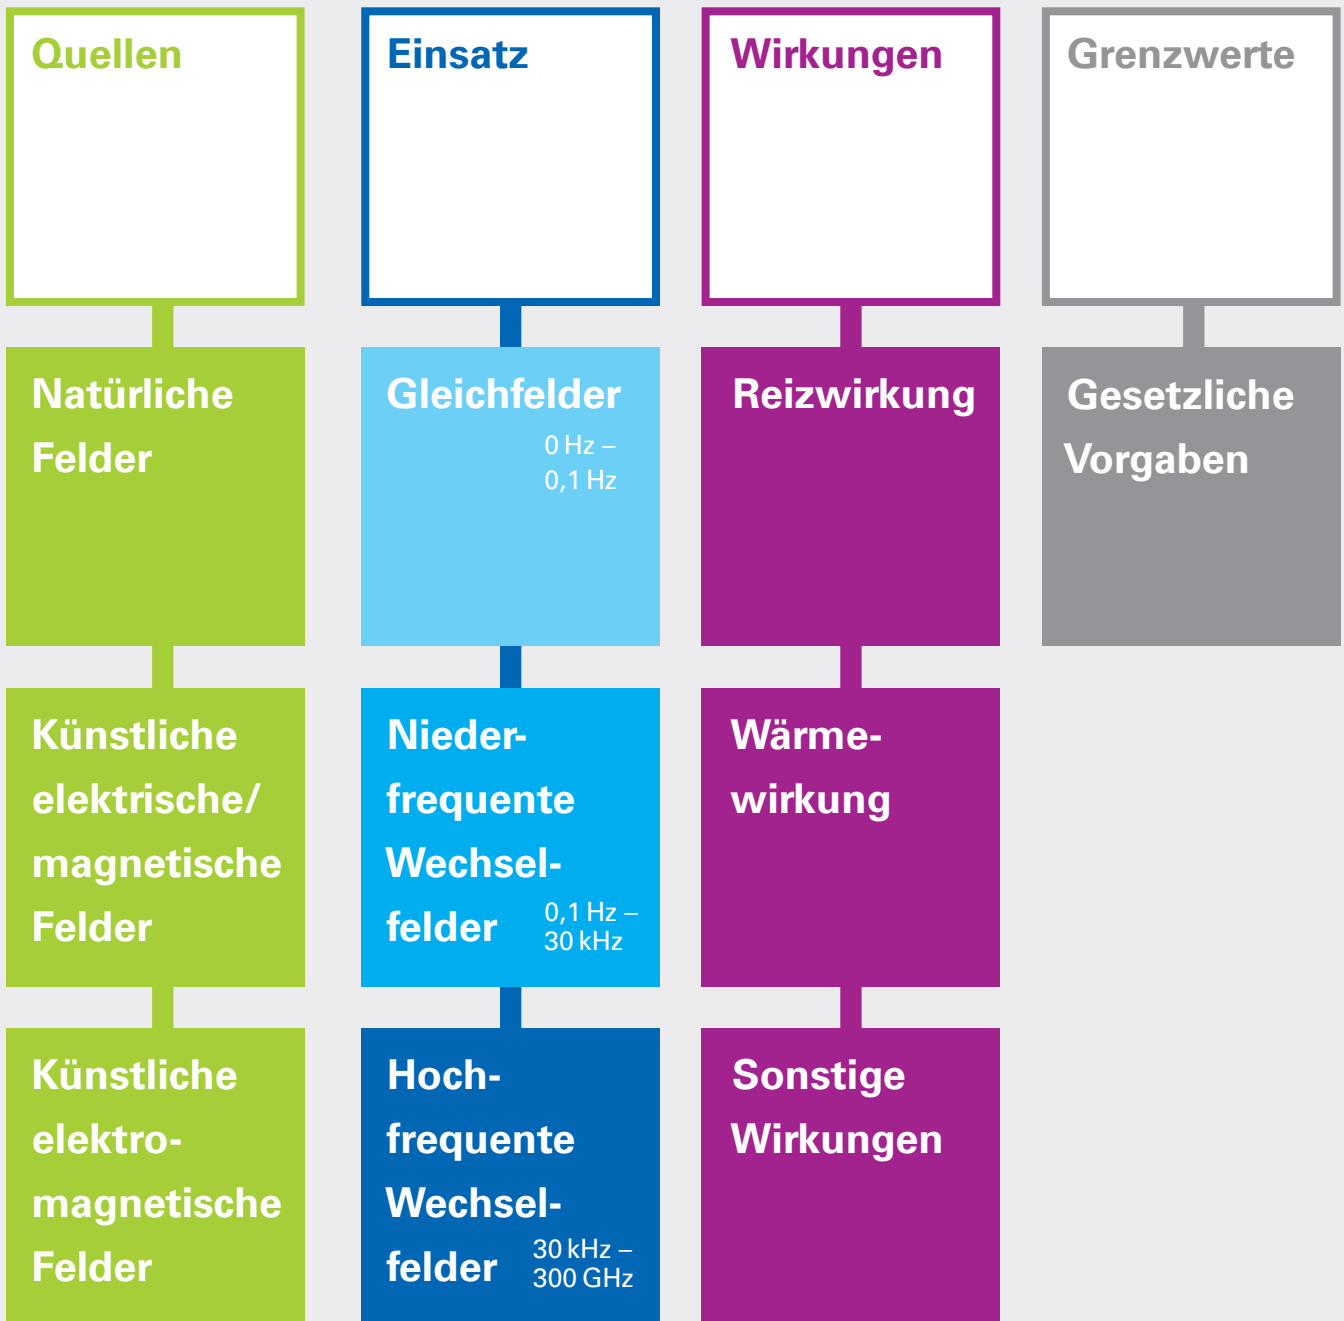 Quellen
Natürliche
Felder
Künstliche
elektrische/
magnetische
Felder
Künstliche
elektro-
magnetische
Felder
Einsatz
Gleichfelder
0 Hz –
0,1 Hz
Nieder-
frequente
Wechsel-
felder
0,1 Hz –
30 kHz
Hoch-
frequente
Wechsel-
felder
30 kHz –
300 GHz
Wirkungen
Reizwirkung
Wärme-
wirkung
Sonstige
Wirkungen
Grenzwerte
Gesetzliche
Vorgaben